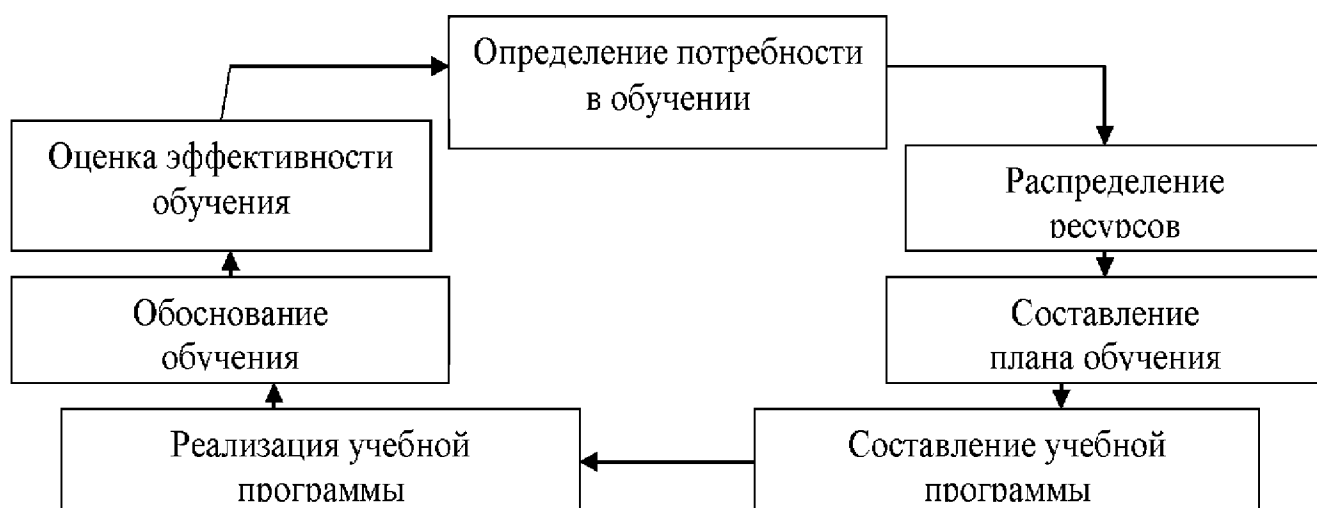 Определение потребности
в обучении
Оценка эффективности
обучения
Распределение
ресурсов
Обоснование
обучения
Составление
плана обучения
Реализация учебной
программы
Составление учебной
программы